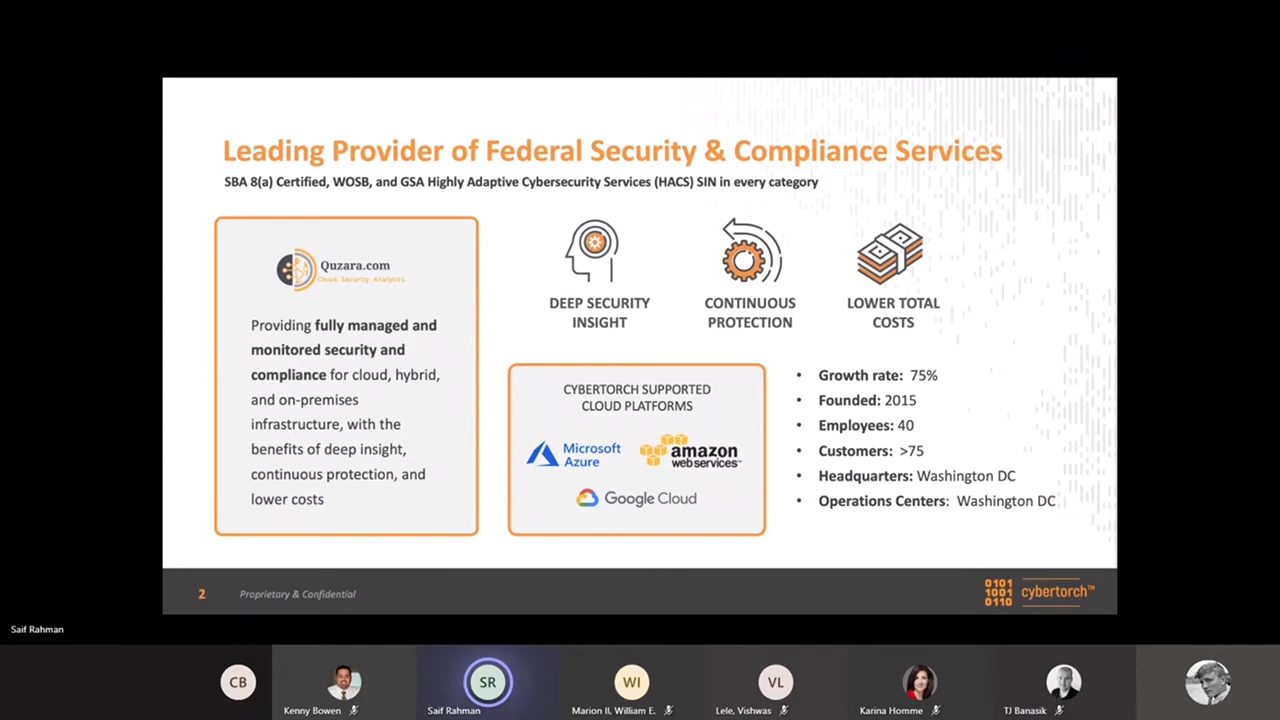 Leading Provider of Federal Security & Compliance Services
SBA 8(a) Certified, WOSB, and GSA Highly Adaptive Cybersecurity Services (HACS) SIN in every category
Quzara.com
Cloud. Security. Analytics.
Providing fully managed and
monitored security and
compliance for cloud, hybrid,
and on-premises
infrastructure, with the
benefits of deep insight,
continuous protection, and
lower costs
DEEP SECURITY
INSIGHT
CONTINUOUS
PROTECTION
LOWER TOTAL
COSTS
CYBERTORCH SUPPORTED
CLOUD PLATFORMS
Microsoft
Azure
amazon
web services™
Google Cloud
• Growth rate: 75%
• Founded: 2015
• Employees: 40
• Customers: >75
• Headquarters: Washington DC
• Operations Centers: Washington DC
2
Proprietary & Confidential
0101
1001
0110
cybertorch™
Saif Rahman
CB
Kenny Bowen
SR
Saif Rahman
WI
Marion II, William E.
VL
Lele, Vishwas
Karina Homme
TJ Banasik